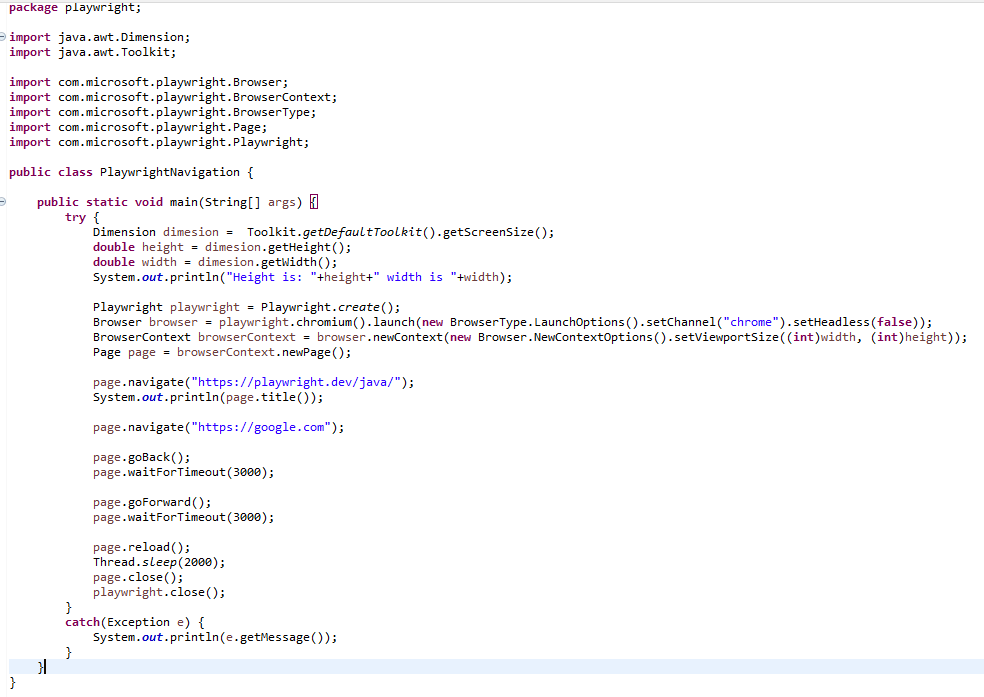 package playwright;
import java.awt.Dimension;
import java.awt.Toolkit;
import com.microsoft.playwright.Browser;
import com.microsoft.playwright.BrowserContext;
import com.microsoft.playwright.BrowserType;
import com.microsoft.playwright.Page;
import com.microsoft.playwright.Playwright;
public class PlaywrightNavigation {
    public static void main(String[] args) {
        try {
            Dimension dimesion =  Toolkit.getDefaultToolkit().getScreenSize();
            double height = dimesion.getHeight();
            double width = dimesion.getWidth();
            System.out.println("Height is: "+height+" width is "+width);
            Playwright playwright = Playwright.create();
            Browser browser = playwright.chromium().launch(new BrowserType.LaunchOptions().setChannel("chrome").setHeadless(false));
            BrowserContext browserContext = browser.newContext(new Browser.NewContextOptions().setViewportSize((int)width, (int)height));
            Page page = browserContext.newPage();
            page.navigate("https://playwright.dev/java/");
            System.out.println(page.title());
            page.navigate("https://google.com");
            page.goBack();
            page.waitForTimeout(3000);
            page.goForward();
            page.waitForTimeout(3000);
            page.reload();
            Thread.sleep(2000);
            page.close();
            playwright.close();
        }
        catch(Exception e) {
            System.out.println(e.getMessage());
        }
    }
}